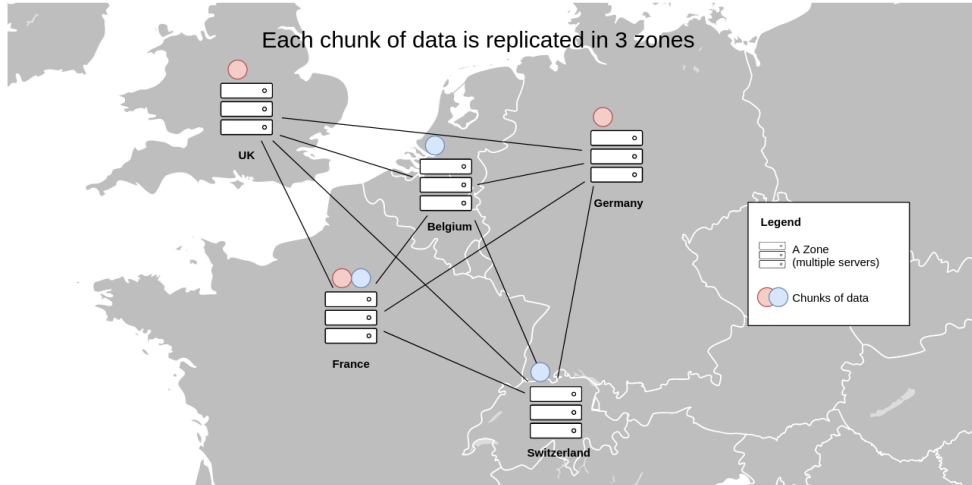 Each chunk of data is replicated in 3 zones
UK
Belgium
Germany
France
Switzerland
Legend
A Zone
(multiple servers)
Chunks of data